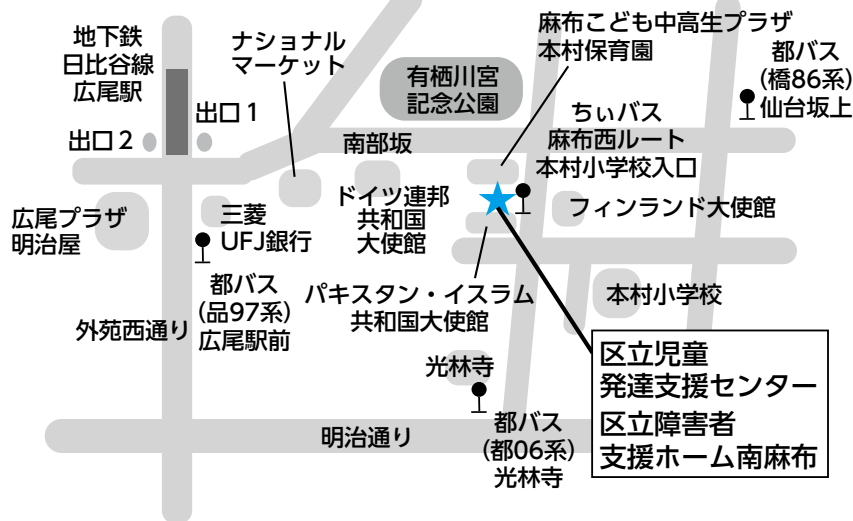 地下鉄
日比谷線
広尾駅
出口1
出口2
ナショナル
マーケット
有栖川宮
記念公園
麻布こども中高生プラザ
本村保育園
都バス
(橋86系)
仙台坂上
南部坂
ちぃバス
麻布西ルート
本村小学校入口
広尾プラザ
明治屋
三菱
UFJ銀行
ドイツ連邦
共和国
大使館
フィンランド大使館
都バス
(品97系)
広尾駅前
パキスタン・イスラム
共和国大使館
本村小学校
外苑西通り
光林寺
区立児童
発達支援センター
区立障害者
支援ホーム南麻布
明治通り
都バス
(都06系)
光林寺